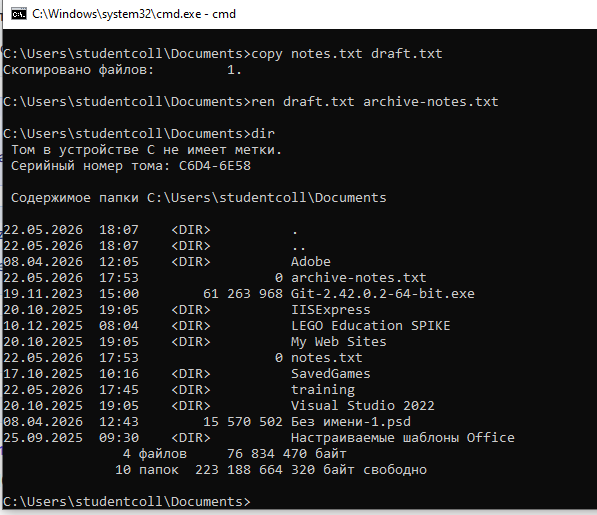 C:\Windows\system32\cmd.exe - cmd
C:\Users\studentcoll\Documents>copy notes.txt draft.txt
Скопировано файлов:         1.
C:\Users\studentcoll\Documents>ren draft.txt archive-notes.txt
C:\Users\studentcoll\Documents>dir
 Том в устройстве C не имеет метки.
 Серийный номер тома: C6D4-6E58
 Содержимое папки C:\Users\studentcoll\Documents
22.05.2026  18:07    <DIR>          .
22.05.2026  18:07    <DIR>          ..
08.04.2026  12:05    <DIR>          Adobe
22.05.2026  17:53                 0 archive-notes.txt
19.11.2023  15:00        61 263 968 Git-2.42.0.2-64-bit.exe
20.10.2025  19:05    <DIR>          IISExpress
10.12.2025  08:04    <DIR>          LEGO Education SPIKE
20.10.2025  19:05    <DIR>          My Web Sites
22.05.2026  17:53                 0 notes.txt
17.10.2025  10:16    <DIR>          SavedGames
22.05.2026  17:45    <DIR>          training
20.10.2025  19:05    <DIR>          Visual Studio 2022
08.04.2026  12:43        15 570 502 Без имени-1.psd
25.09.2025  09:30    <DIR>          Настраиваемые шаблоны Office
               4 файлов     76 834 470 байт
              10 папок  223 188 664 320 байт свободно
C:\Users\studentcoll\Documents>